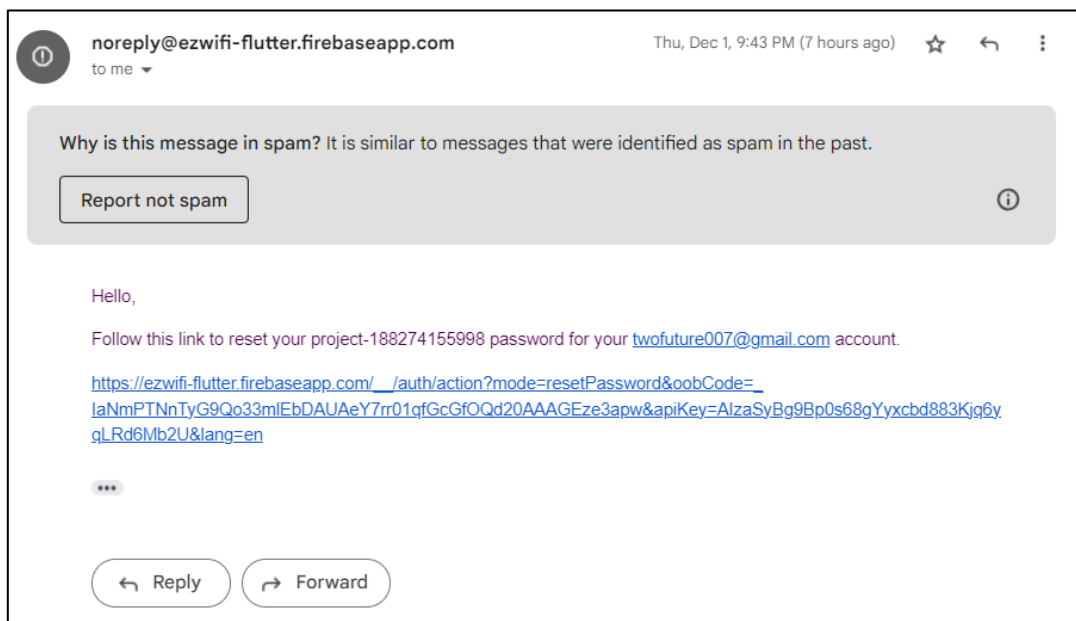 noreply@ezwifi-flutter.firebaseapp.com
Thu, Dec 1, 9:43 PM (7 hours ago)
to me
Why is this message in spam? It is similar to messages that were identified as spam in the past.
Report not spam
Hello,
Follow this link to reset your project-188274155998 password for your twofuture007@gmail.com account.
https://ezwifi-flutter.firebaseapp.com/__/auth/action?mode=resetPassword&oobCode=_
IaNmPTNnTyG9Qo33mlEbDAUAeY7rr01qfGcGfOQd20AAAGEze3apw&apiKey=AIzaSyBg9Bp0s68gYyxcbd883Kjq6y
qLRd6Mb2U&lang=en
Reply
Forward